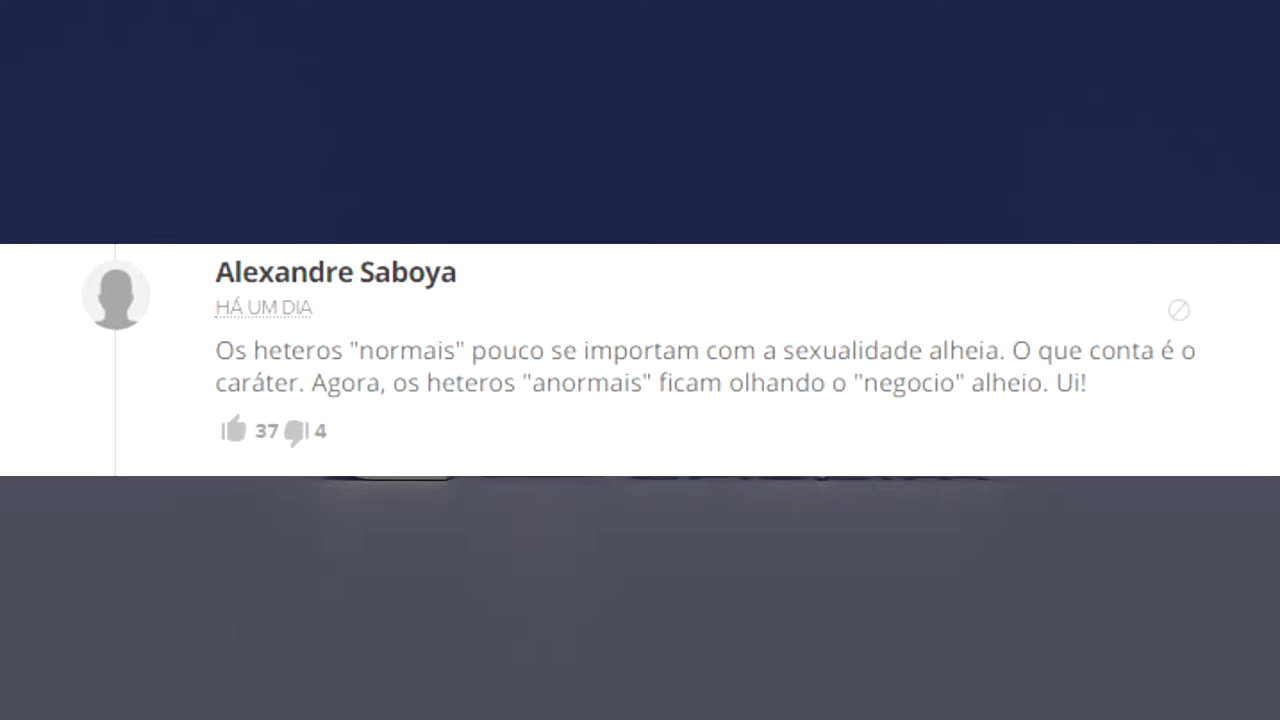 Alexandre Saboya
HÁ UM DIA
Os heteros "normais" pouco se importam com a sexualidade alheia. O que conta é o
caráter. Agora, os heteros "anormais" ficam olhando o "negocio" alheio. Ui!
37 4